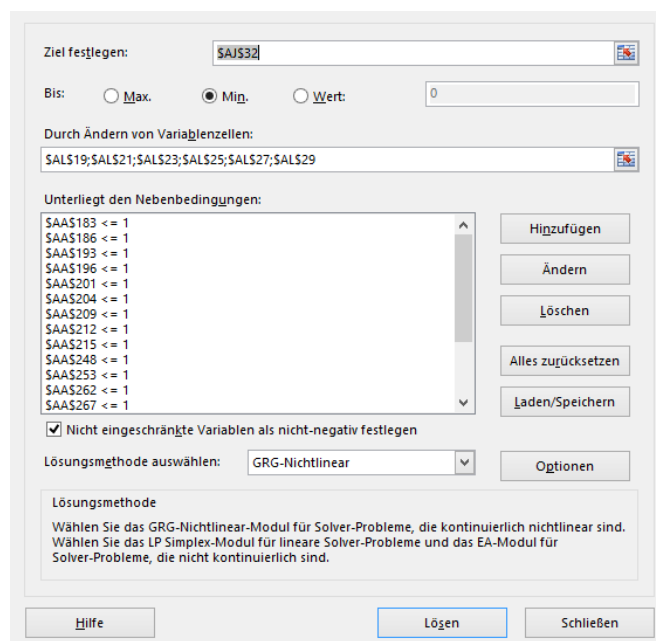 Ziel festlegen: $AJ$32
Bis: Max. Min. Wert: 0
Durch Ändern von Variablenzellen:
$AL$19;$AL$21;$AL$23;$AL$25;$AL$27;$AL$29
Unterliegt den Nebenbedingungen:
$AA$183 <= 1
$AA$186 <= 1
$AA$193 <= 1
$AA$196 <= 1
$AA$201 <= 1
$AA$204 <= 1
$AA$209 <= 1
$AA$212 <= 1
$AA$215 <= 1
$AA$248 <= 1
$AA$253 <= 1
$AA$262 <= 1
$AA$267 <= 1
Hinzufügen
Ändern
Löschen
Alles zurücksetzen
Laden/Speichern
Nicht eingeschränkte Variablen als nicht-negativ festlegen
Lösungsmethode auswählen: GRG-Nichtlinear Optionen
Lösungsmethode
Wählen Sie das GRG-Nichtlinear-Modul für Solver-Probleme, die kontinuierlich nichtlinear sind.
Wählen Sie das LP Simplex-Modul für lineare Solver-Probleme und das EA-Modul für
Solver-Probleme, die nicht kontinuierlich sind.
Hilfe Lösen Schließen